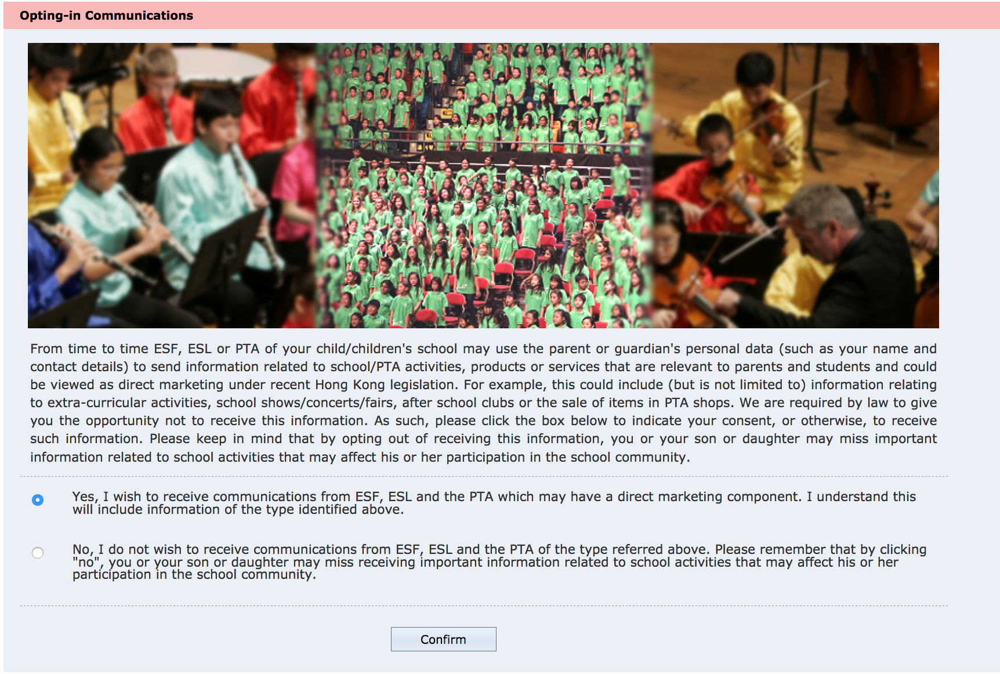 Opting-in Communications
From time to time ESF, ESL or PTA of your child/children's school may use the parent or guardian's personal data (such as your name and
contact details) to send information related to school/PTA activities, products or services that are relevant to parents and students and could
be viewed as direct marketing under recent Hong Kong legislation. For example, this could include (but is not limited to) information relating
to extra-curricular activities, school shows/concerts/fairs, after school clubs or the sale of items in PTA shops. We are required by law to give
you the opportunity not to receive this information. As such, please click the box below to indicate your consent, or otherwise, to receive
such information. Please keep in mind that by opting out of receiving this information, you or your son or daughter may miss important
information related to school activities that may affect his or her participation in the school community.
Yes, I wish to receive communications from ESF, ESL and the PTA which may have a direct marketing component. I understand this
will include information of the type identified above.
No, I do not wish to receive communications from ESF, ESL and the PTA of the type referred above. Please remember that by clicking
"no", you or your son or daughter may miss receiving important information related to school activities that may affect his or her
participation in the school community.
Confirm